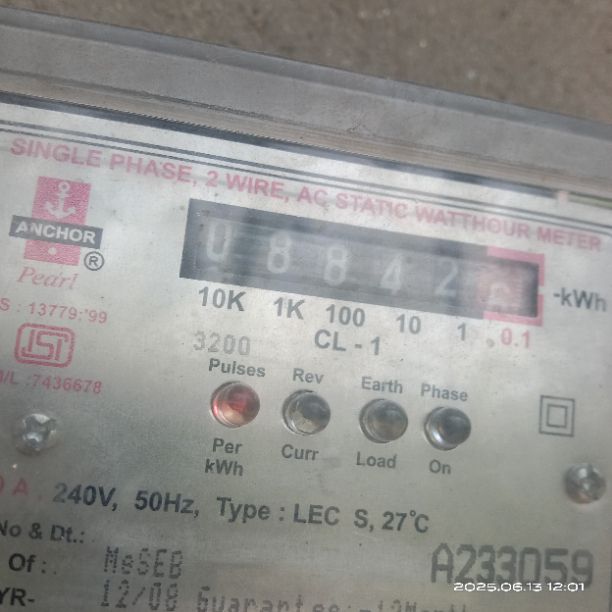 SINGLE PHASE, 2 WIRE, AC STATIC WATTHOUR METER
ANCHOR ®
Pearl
0 8 8 4 2
-kWh
10K 1K 100 10 1 .0.1
S : 13779:'99
CL - 1
ISI
/L :7436678
3200
Pulses Rev Earth Phase
Per Curr Load On
kWh
A . 240V, 50Hz, Type : LEC S, 27°C
No & Dt.:
Of : MeSEB
A233059
YR- 12/08 Guarantee:-
2025.06.13 12:01